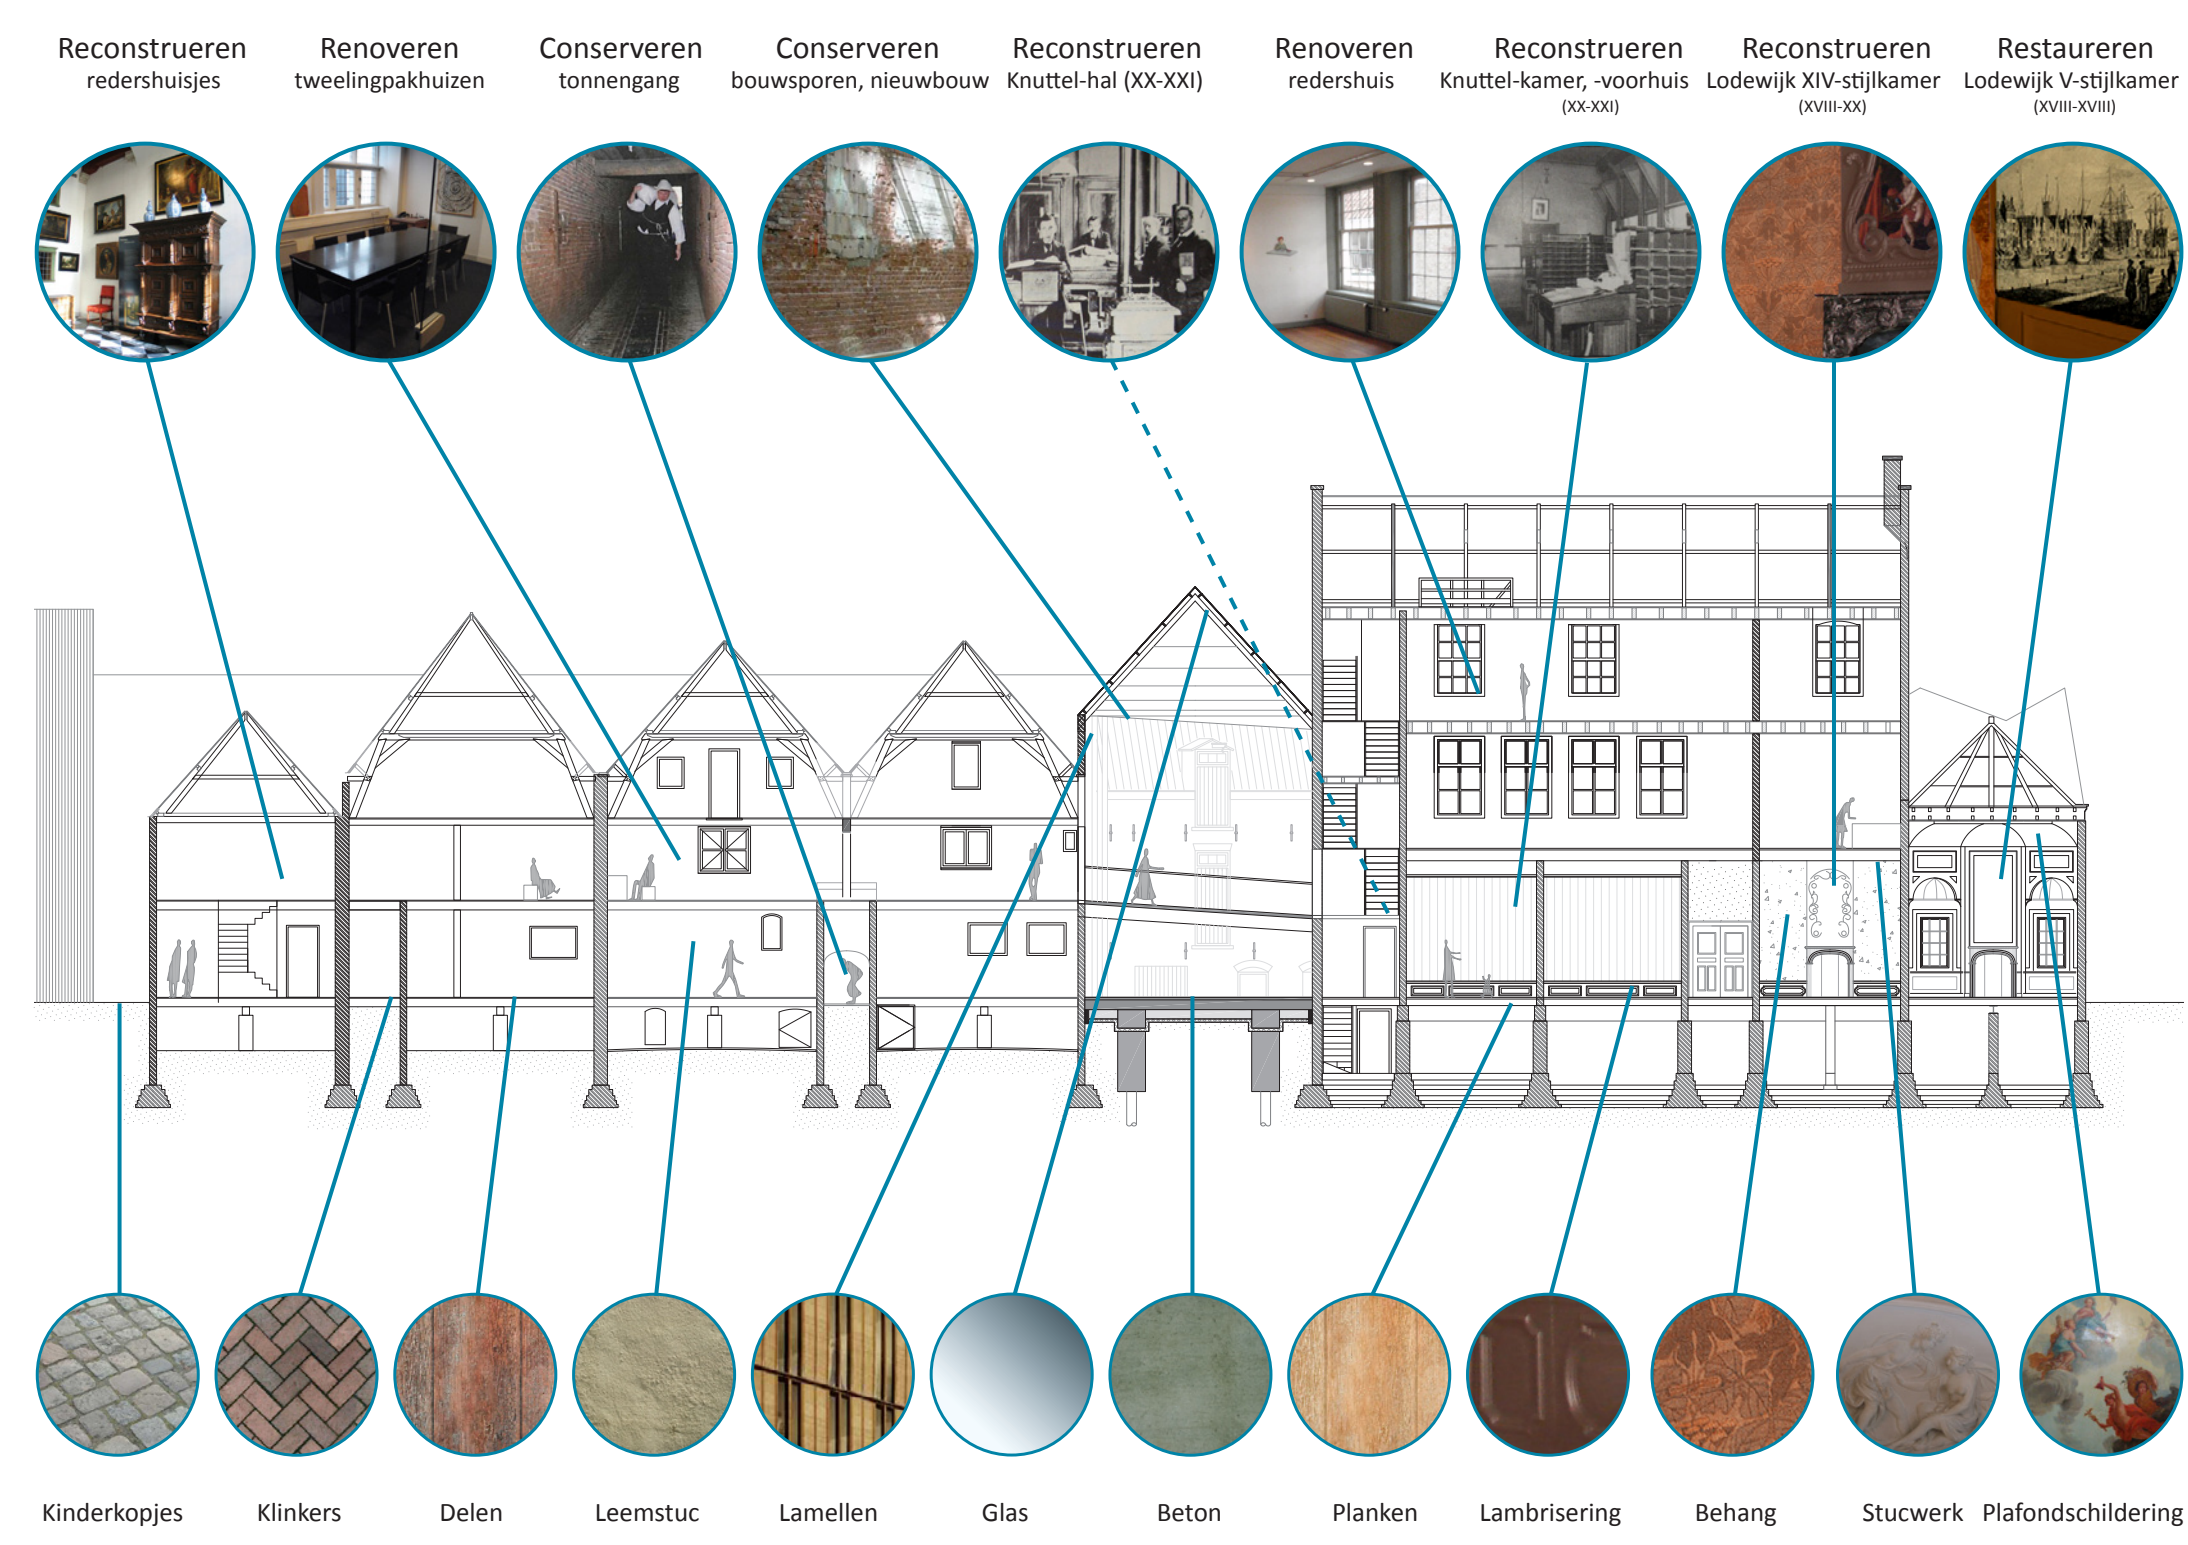 Reconstrueren
redershuisjes
Renoveren
tweelingpakhuizen
Conserveren
tonnengang
Conserveren
bouwsporen, nieuwbouw
Reconstrueren
Knuttel-hal (XX-XXI)
Renoveren
redershuis
Reconstrueren
Knuttel-kamer, -voorhuis
(XX-XXI)
Reconstrueren
Lodewijk XIV-stijlkamer
(XVIII-XX)
Restaureren
Lodewijk V-stijlkamer
(XVIII-XVIII)
Kinderkopjes
Klinkers
Delen
Leemstuc
Lamellen
Glas
Beton
Planken
Lambrisering
Behang
Stucwerk
Plafondschildering